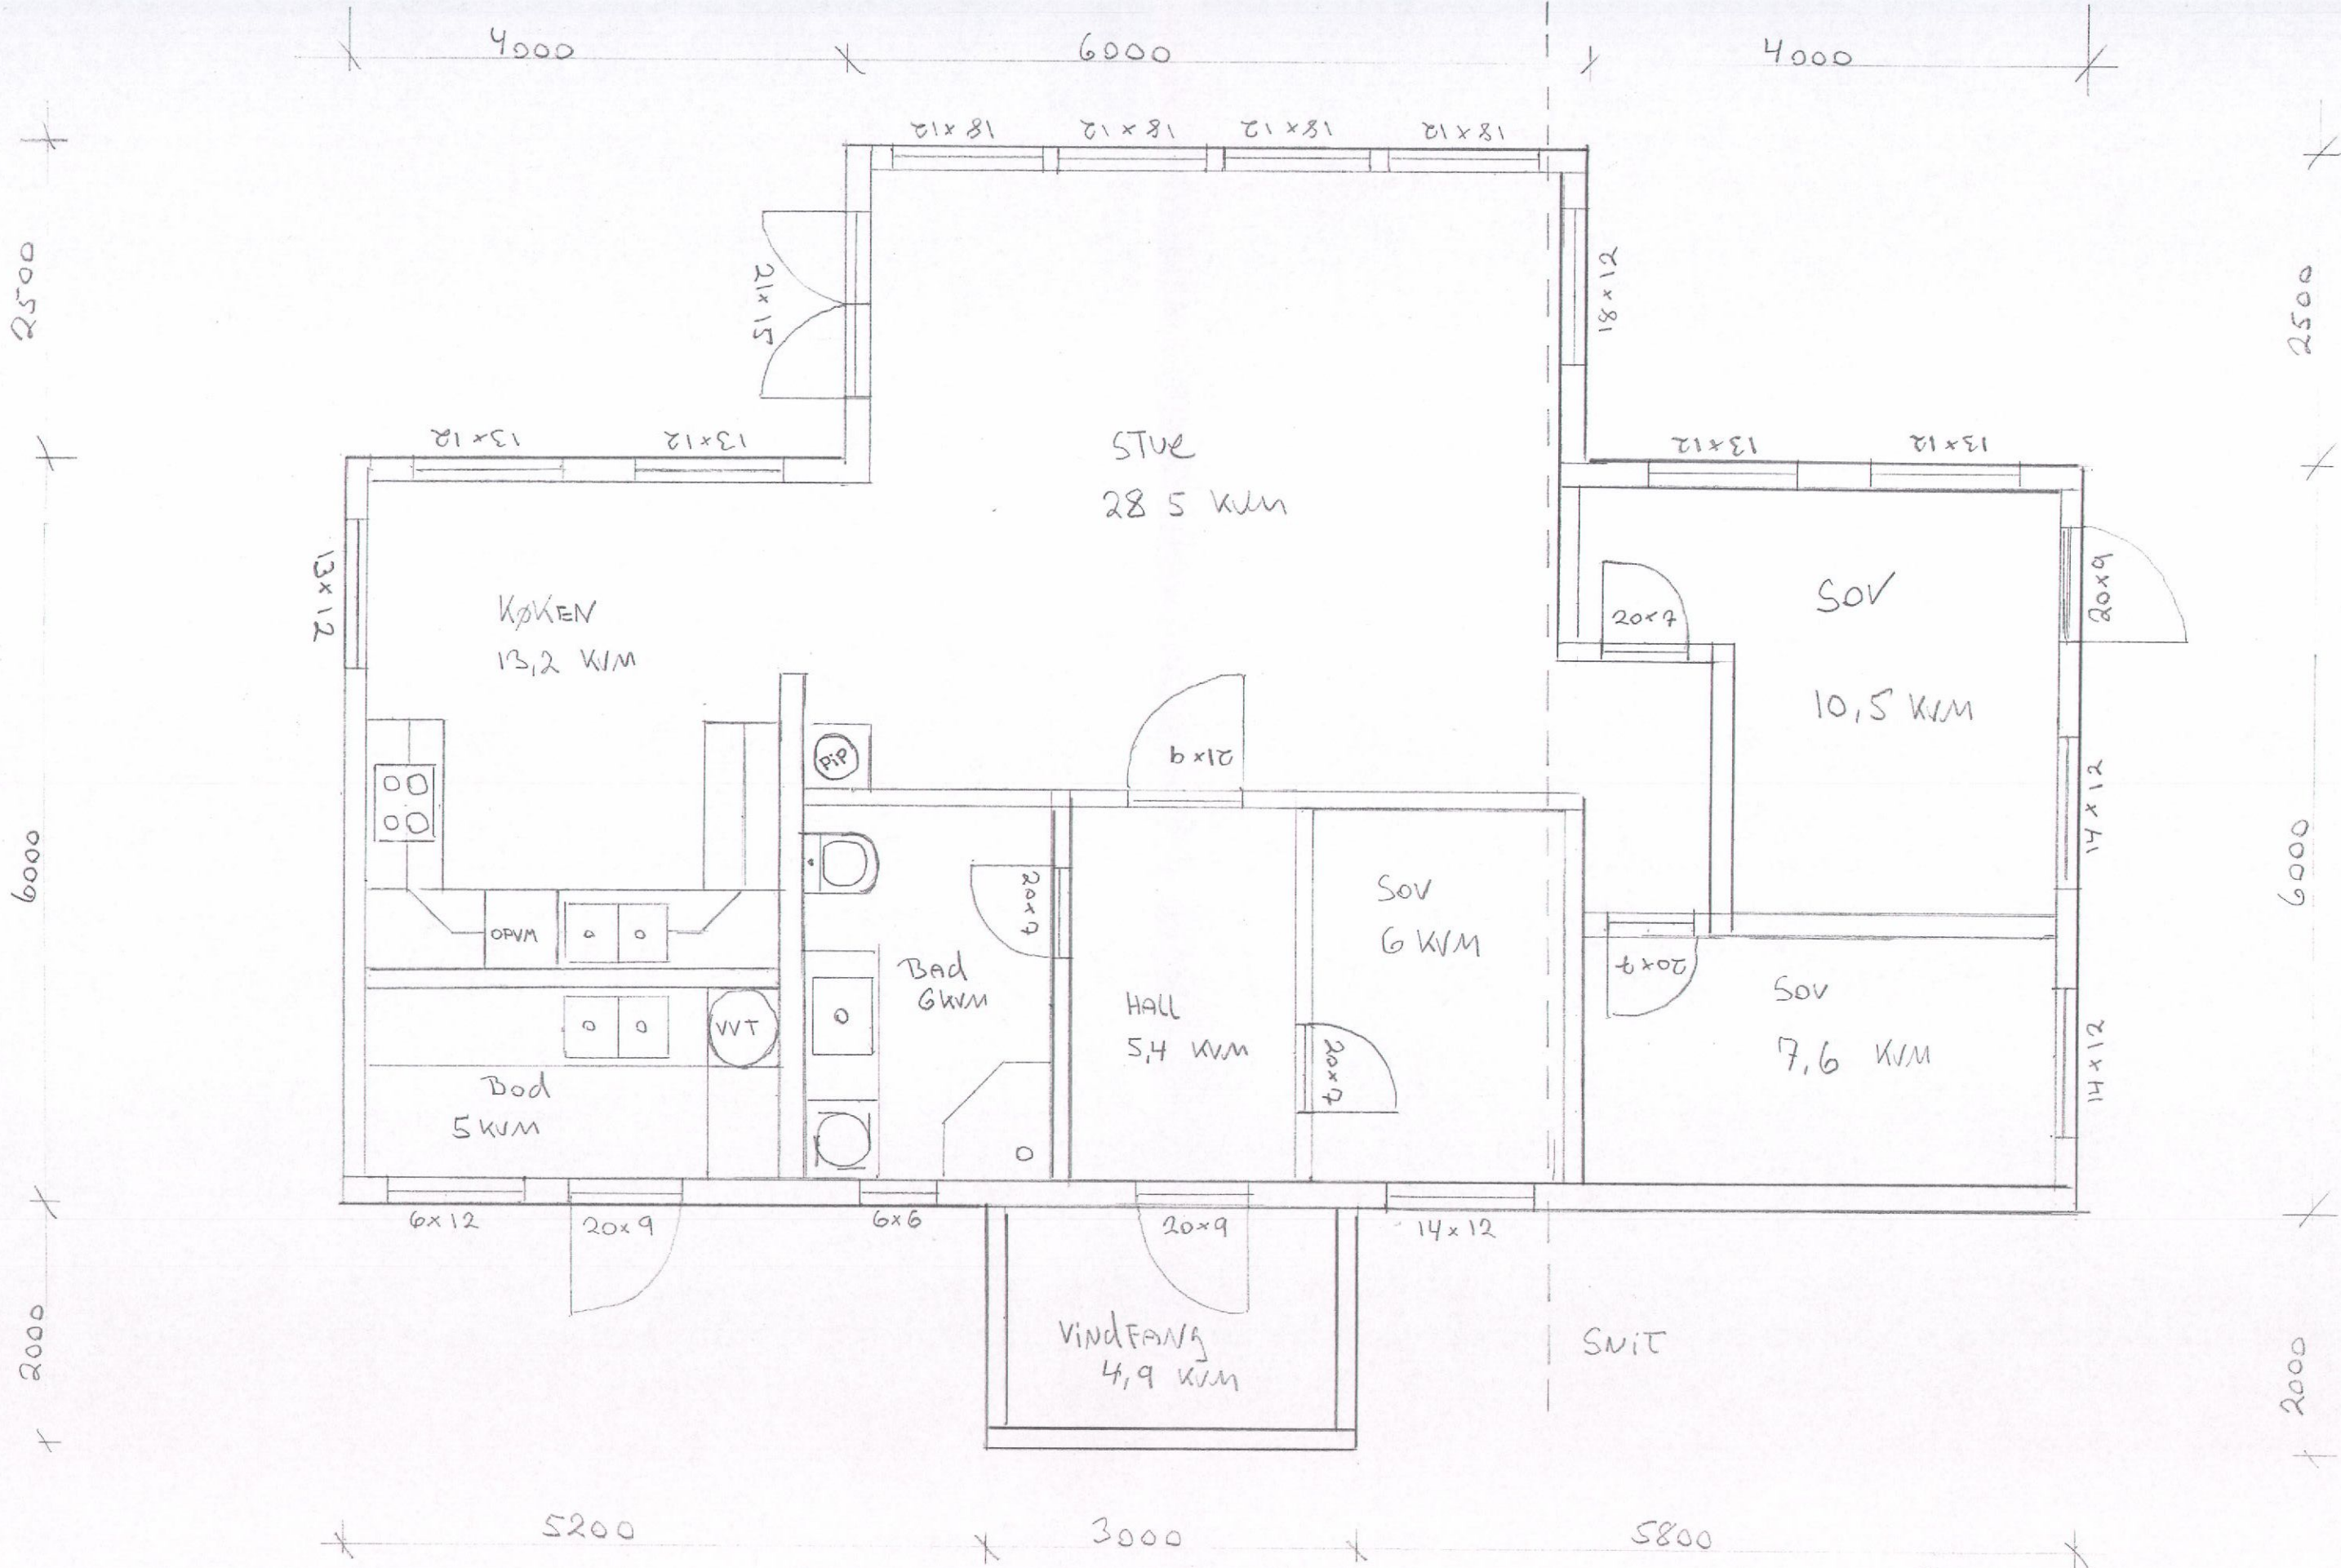 4000
6000
4000
18x12
18x12
18x12
18x12
2500
2500
21x15
18x12
13x12
13x12
STUE
28 5 KVM
13x12
13x12
13x12
KØKEN
13,2 KVM
20x7
SOV
10,5 KVM
20x9
PiP
21x9
14x12
6000
6000
OPVM
20x7
SOV
6 KVM
Bad
6 KVM
20x7
VVT
HALL
5,4 KVM
20x7
SOV
7,6 KVM
14x12
Bod
5 KVM
6x12
20x9
6x6
20x9
14x12
2000
2000
VINDFANG
4,9 KVM
SNIT
5200
3000
5800